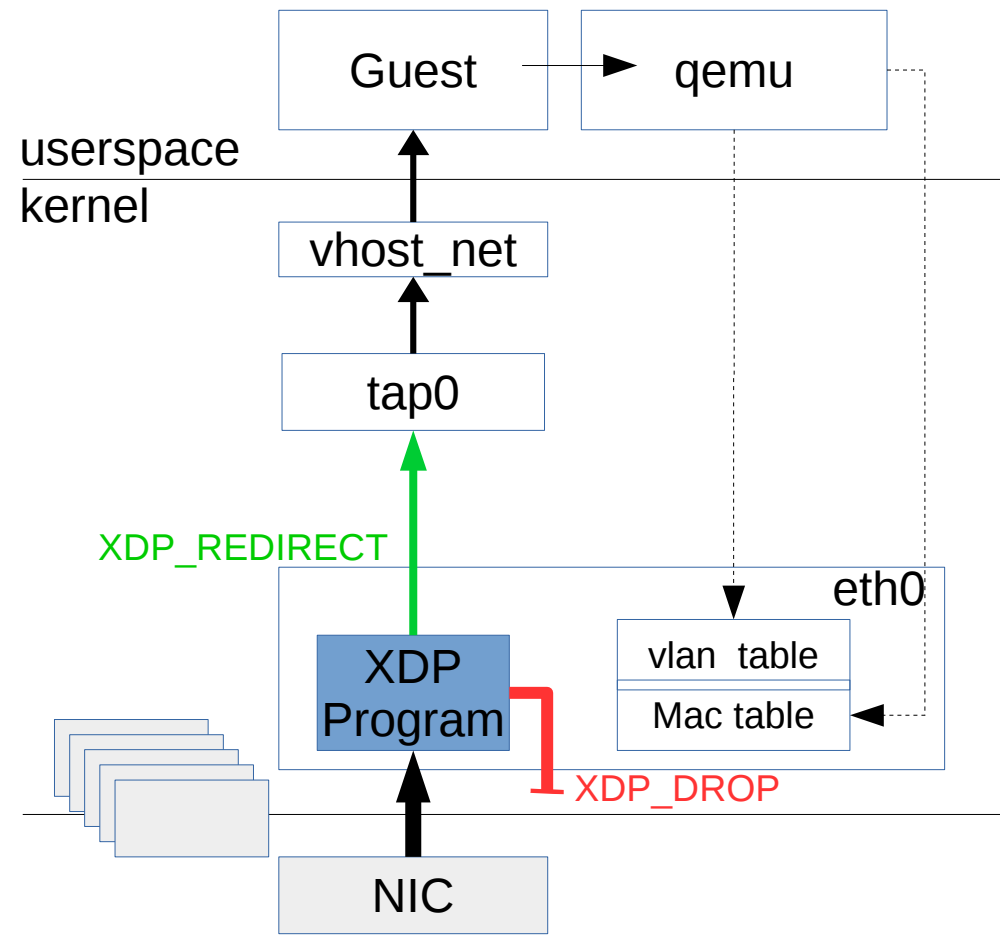 Guest
qemu
userspace
kernel
vhost_net
tap0
XDP_REDIRECT
eth0
XDP
Program
vlan table
Mac table
XDP_DROP
NIC